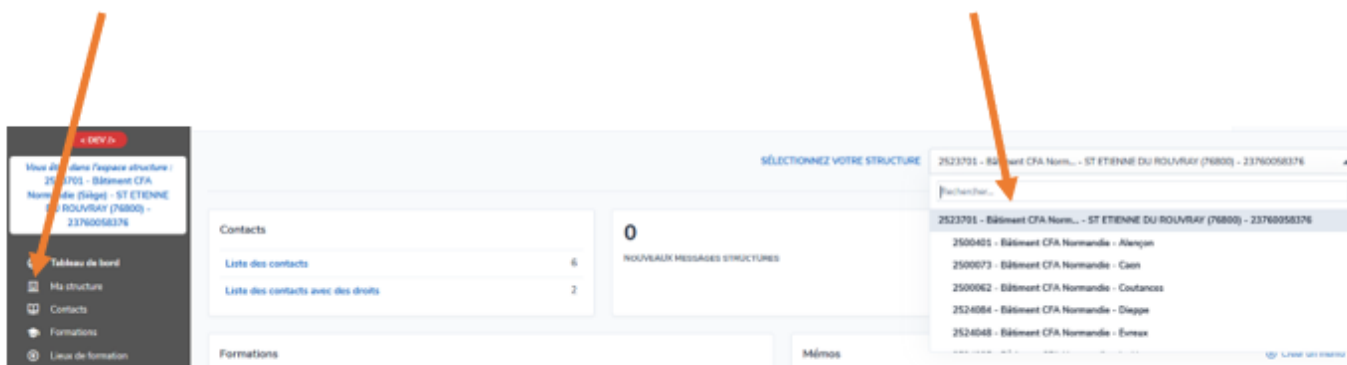 < DEV />
Vous êtes dans l'espace structure :
2523701 - Bâtiment CFA
Normandie (Siège) - ST ETIENNE
DU ROUVRAY (76800) -
23760058376
Tableau de bord
Ma structure
Contacts
Formations
Lieux de formation
SÉLECTIONNEZ VOTRE STRUCTURE
2523701 - Bâtiment CFA Norm... - ST ETIENNE DU ROUVRAY (76800) - 23760058376
Rechercher...
2523701 - Bâtiment CFA Norm... - ST ETIENNE DU ROUVRAY (76800) - 23760058376
2500401 - Bâtiment CFA Normandie - Alençon
2500073 - Bâtiment CFA Normandie - Caen
2500062 - Bâtiment CFA Normandie - Coutances
2524084 - Bâtiment CFA Normandie - Dieppe
2524048 - Bâtiment CFA Normandie - Evreux
Contacts
Liste des contacts 6
Liste des contacts avec des droits 2
0
NOUVEAUX MESSAGES STRUCTURES
Formations
Mémos
Créer un mémo